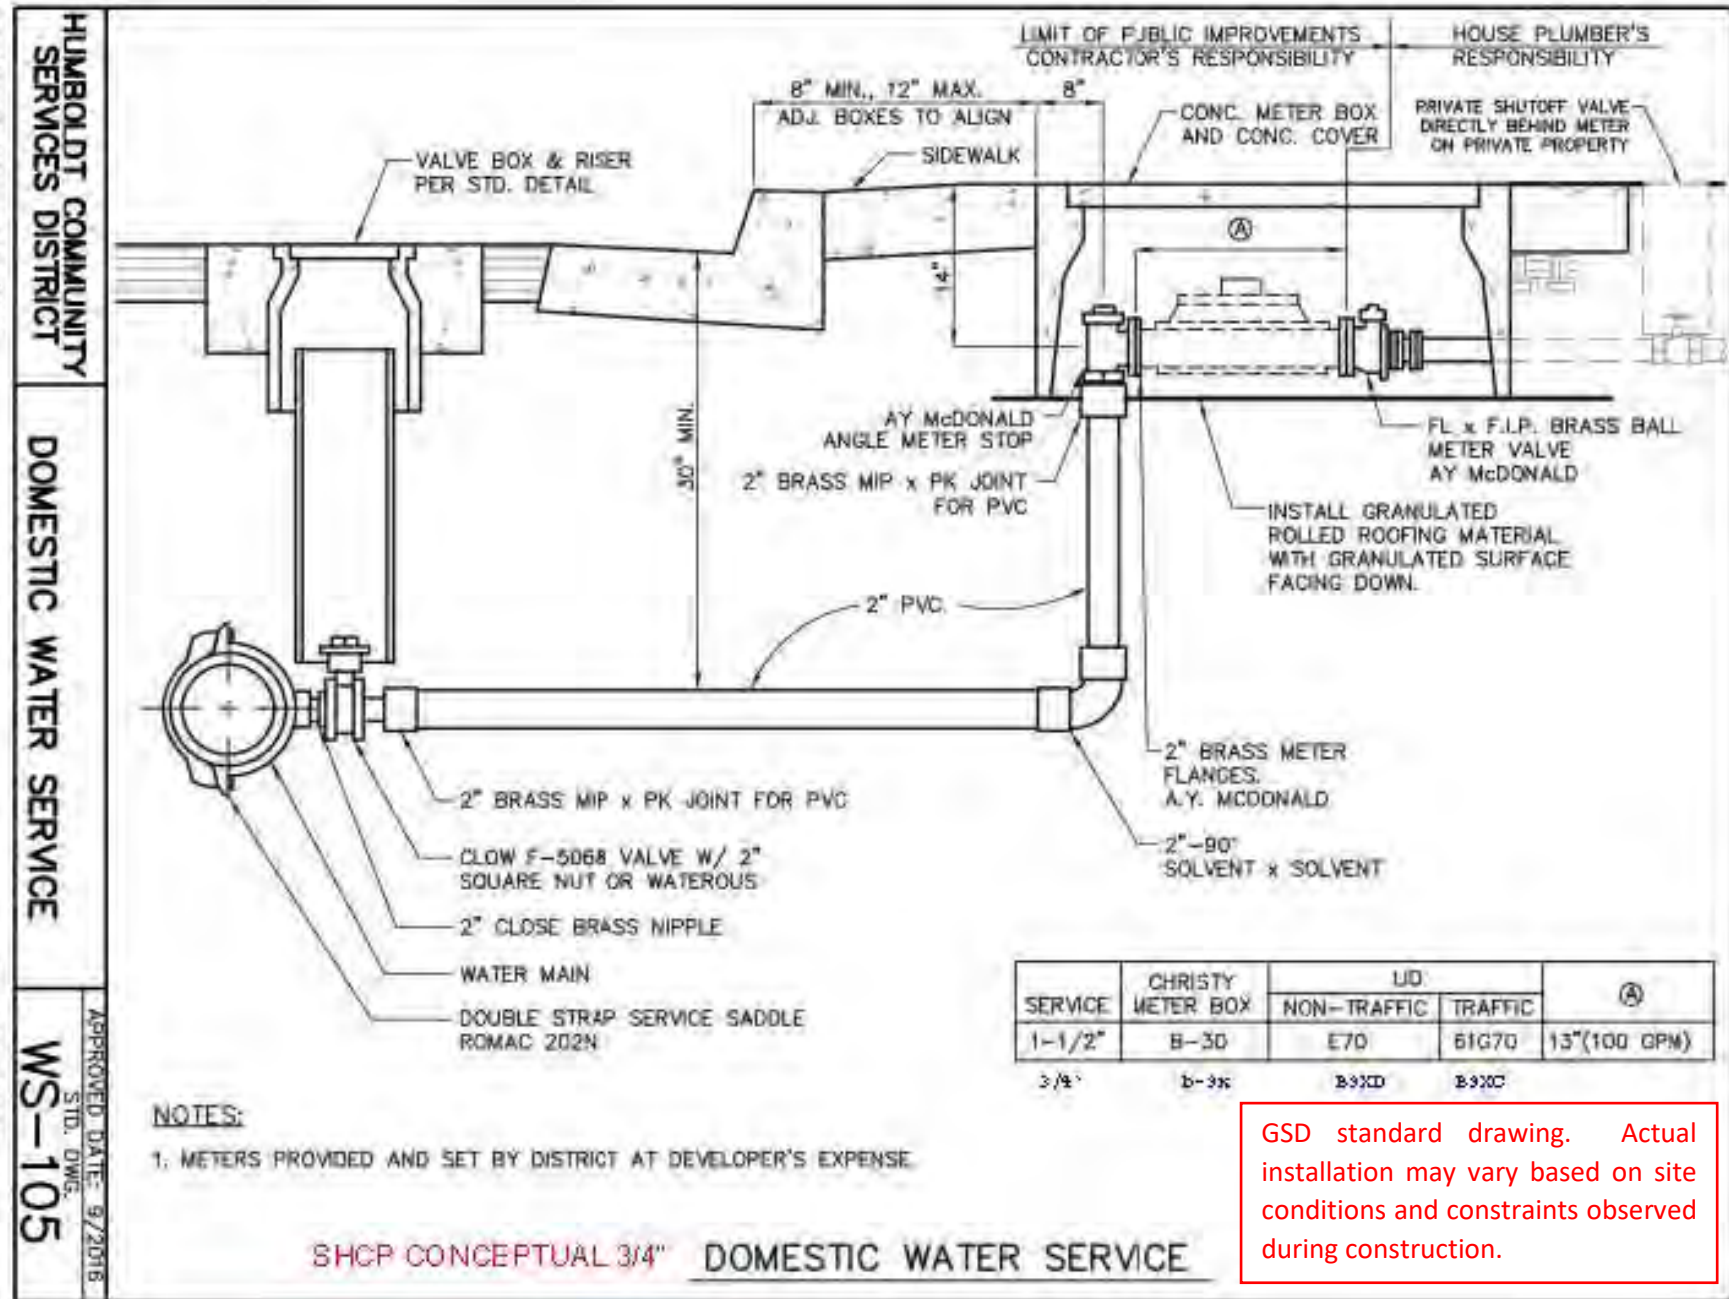 HUMBOLDT COMMUNITY
SERVICES DISTRICT
DOMESTIC WATER SERVICE
APPROVED DATE: 9/2016
STD. DWG.
WS-105
LIMIT OF PUBLIC IMPROVEMENTS
CONTRACTOR'S RESPONSIBILITY
HOUSE PLUMBER'S
RESPONSIBILITY
8" MIN., 12" MAX.
ADJ. BOXES TO ALIGN
8"
CONC. METER BOX
AND CONC. COVER
PRIVATE SHUTOFF VALVE
DIRECTLY BEHIND METER
ON PRIVATE PROPERTY
VALVE BOX & RISER
PER STD. DETAIL
SIDEWALK
A
14"
30" MIN.
AY McDONALD
ANGLE METER STOP
2" BRASS MIP x PK JOINT
FOR PVC
FL x F.I.P. BRASS BALL
METER VALVE
AY McDONALD
INSTALL GRANULATED
ROLLED ROOFING MATERIAL
WITH GRANULATED SURFACE
FACING DOWN.
2" PVC
2" BRASS METER
FLANGES.
A.Y. MCDONALD
2"-90°
SOLVENT x SOLVENT
2" BRASS MIP x PK JOINT FOR PVC
CLOW F-5068 VALVE W/ 2"
SQUARE NUT OR WATEROUS
2" CLOSE BRASS NIPPLE
WATER MAIN
DOUBLE STRAP SERVICE SADDLE
ROMAC 202N
SERVICE CHRISTY METER BOX LID NON-TRAFFIC TRAFFIC A
1-1/2" B-30 E70 61G70 13"(100 GPM)
3/4"
NOTES:
1. METERS PROVIDED AND SET BY DISTRICT AT DEVELOPER'S EXPENSE.
GSD standard drawing. Actual
installation may vary based on site
conditions and constraints observed
during construction.
SHCP CONCEPTUAL 3/4" DOMESTIC WATER SERVICE